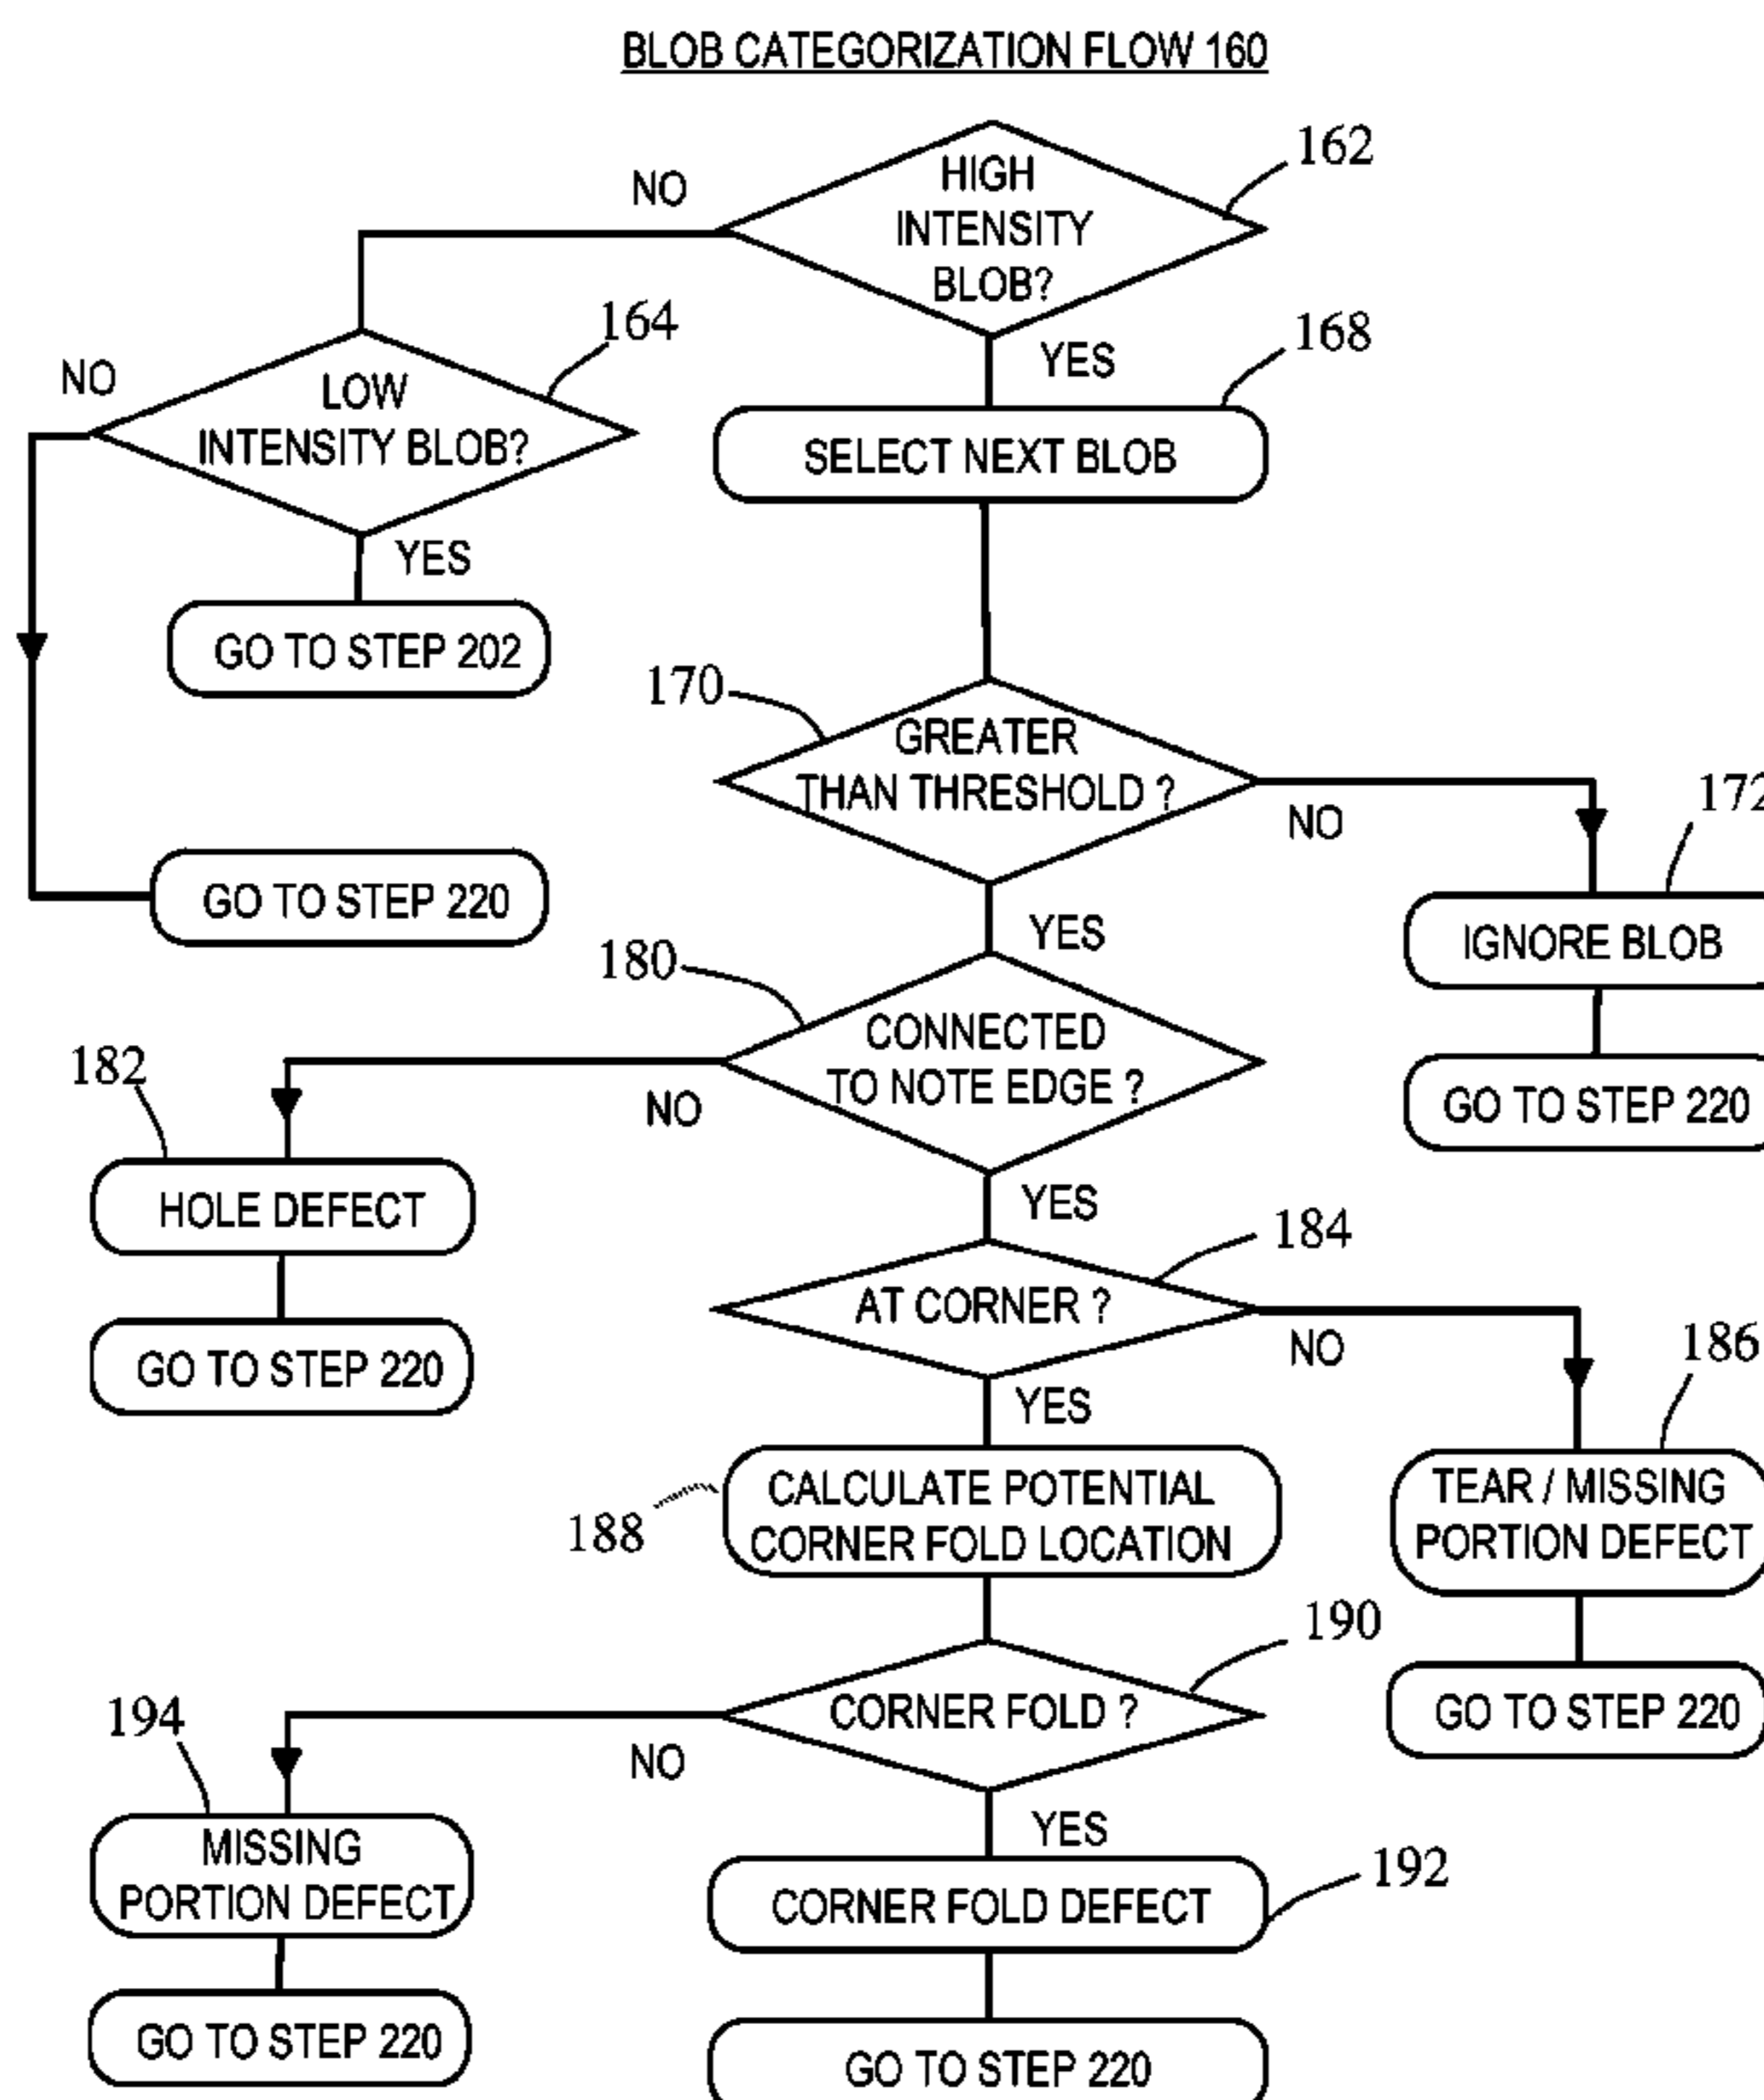 BLOB CATEGORIZATION FLOW 160
162
HIGH
INTENSITY
BLOB?
NO
YES
164
LOW
INTENSITY BLOB?
NO
YES
168
SELECT NEXT BLOB
GO TO STEP 202
GO TO STEP 220
170
GREATER
THAN THRESHOLD ?
NO
YES
172
IGNORE BLOB
GO TO STEP 220
180
CONNECTED
TO NOTE EDGE ?
NO
YES
182
HOLE DEFECT
GO TO STEP 220
184
AT CORNER ?
NO
YES
186
TEAR / MISSING
PORTION DEFECT
GO TO STEP 220
188
CALCULATE POTENTIAL
CORNER FOLD LOCATION
190
CORNER FOLD ?
NO
YES
194
MISSING
PORTION DEFECT
GO TO STEP 220
192
CORNER FOLD DEFECT
GO TO STEP 220